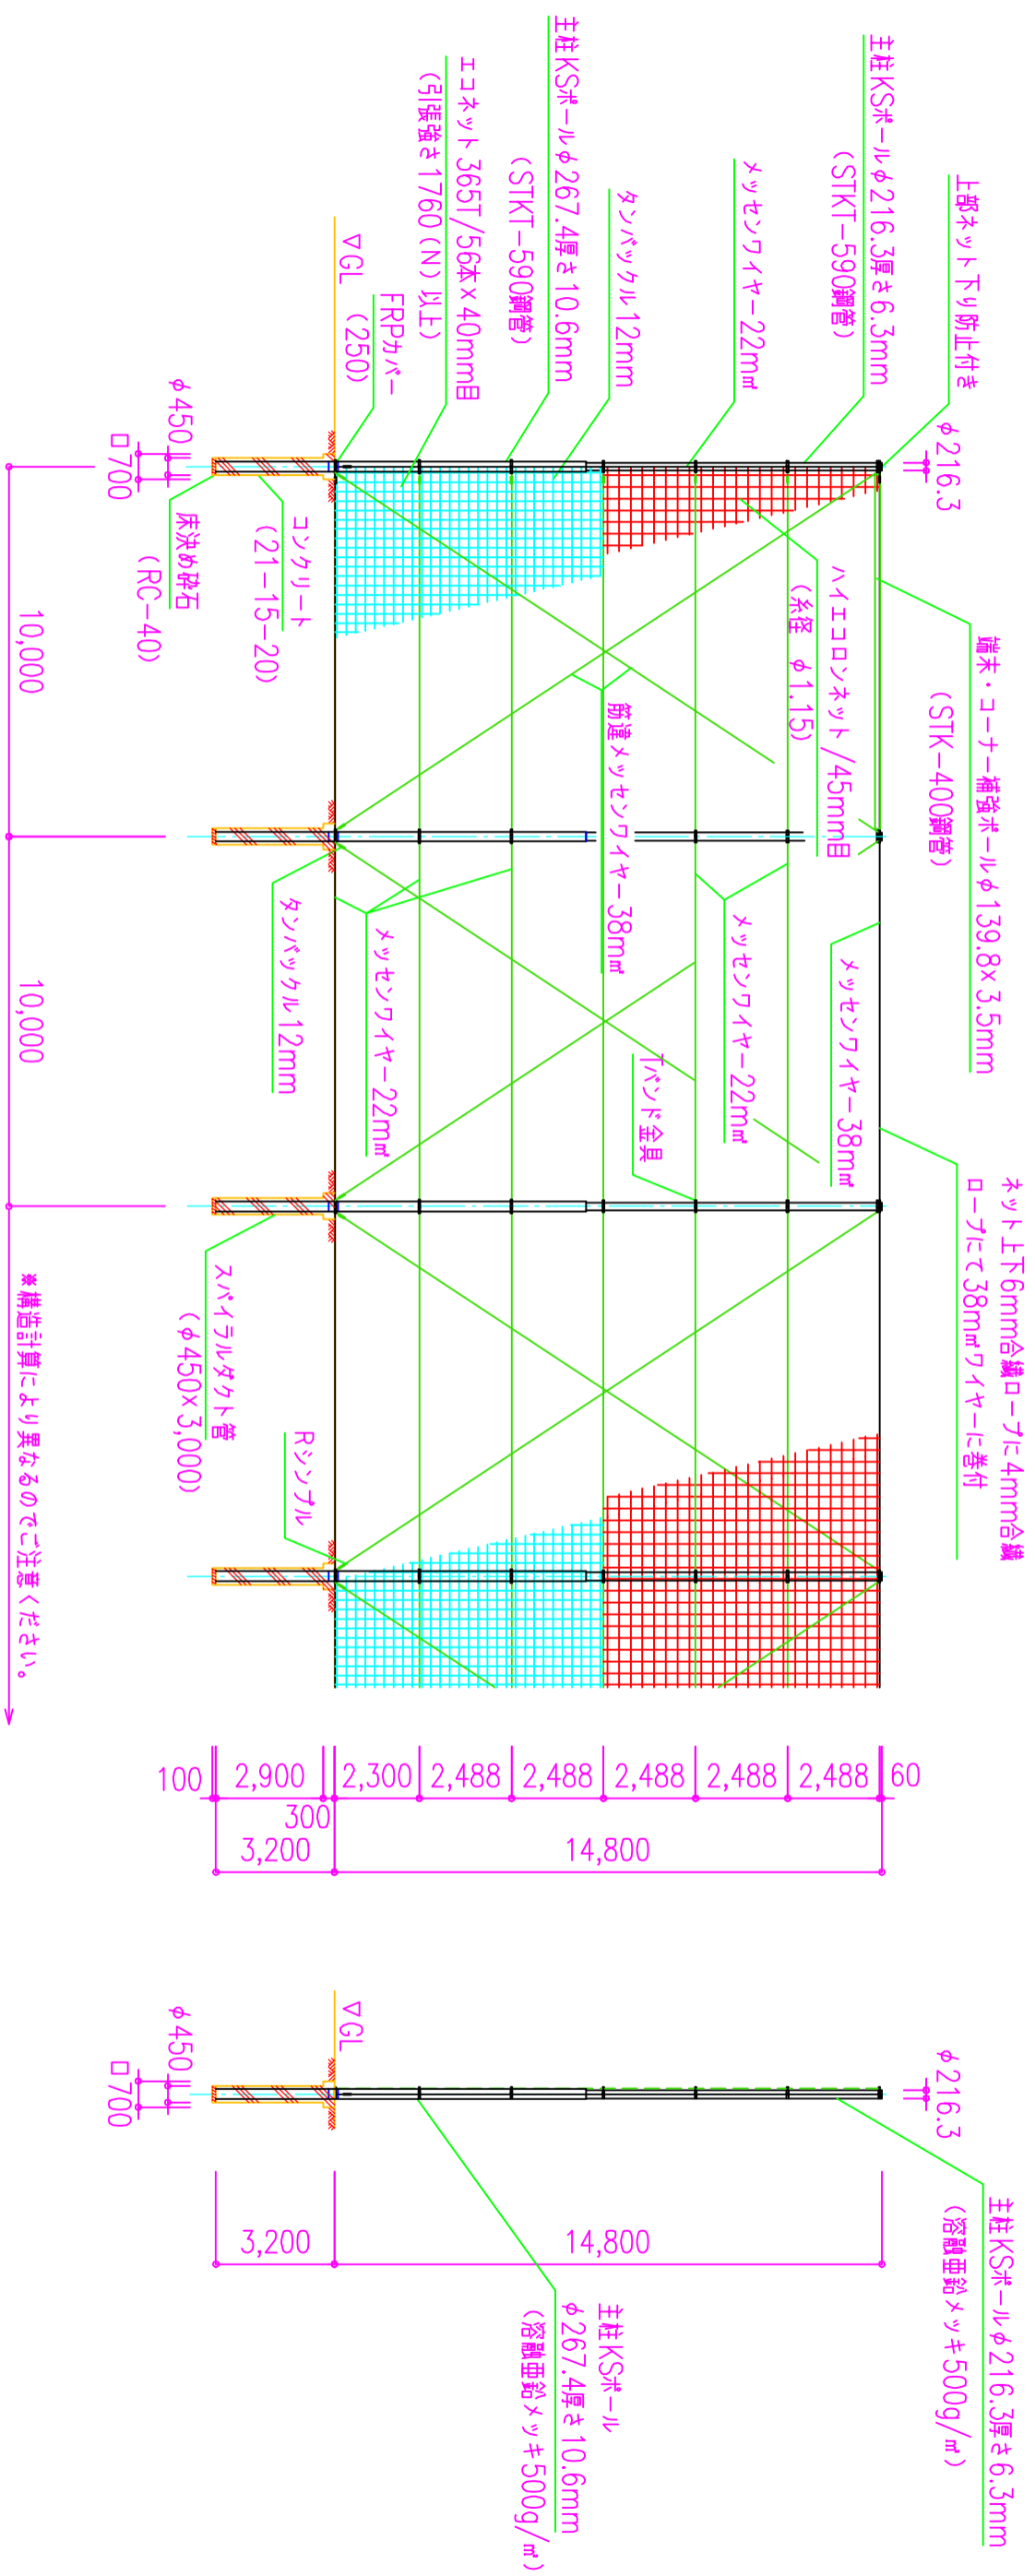 上部ネット下り防止付き
主柱KSポールφ216.3厚さ6.3mm
(STKT-590鋼管)
メッセンワイヤー22m㎡
タンバックル12mm
主柱KSポールφ267.4厚さ10.6mm
(STKT-590鋼管)
エコネット365T/56本×40mm目
(引張強さ1760(N)以上)
▽GL
FRPカバー
(250)
φ216.3
φ450
□700
床決め砕石
(RC-40)
コンクリート
(21-15-20)
端末・コーナー補強ポールφ139.8×3.5mm
(STK-400鋼管)
ハイエコロンネット/45mm目
(糸径 φ1.15)
筋違メッセンワイヤー38m㎡
メッセンワイヤー38m㎡
メッセンワイヤー22m㎡
メッセンワイヤー22m㎡
タンバックル12mm
Tバンド金具
ネット上下6mm合繊ロープに4mm合繊
ロープにて38m㎡ワイヤーに巻付
スパイラルダクト管
(φ450×3,000)
Rシンプル
10,000
10,000
※構造計算により異なるのでご注意ください。
60
2,488
2,488
2,488
2,488
2,488
2,300
300
2,900
100
14,800
3,200
φ216.3
▽GL
φ450
□700
14,800
3,200
主柱KSポールφ216.3厚さ6.3mm
(溶融亜鉛メッキ500g/㎡)
主柱KSポール
φ267.4厚さ10.6mm
(溶融亜鉛メッキ500g/㎡)